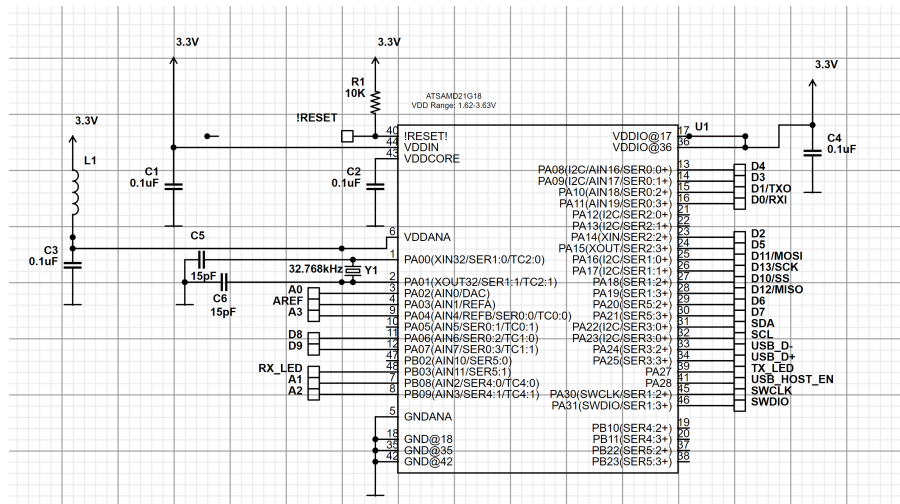 3.3V
3.3V
3.3V
R1
10K
ATSAMD21G18
VDD Range: 1.62-3.63V
!RESET
U1
C4
0.1uF
3.3V
L1
40
!RESET!
44
VDDIN
43
VDDCORE
17
VDDIO@17
36
VDDIO@36
C1
0.1uF
C2
0.1uF
PA08(I2C/AIN16/SER0:0+)
13
D4
PA09(I2C/AIN17/SER0:1+)
14
D3
PA10(AIN18/SER0:2+)
15
D1/TXO
PA11(AIN19/SER0:3+)
16
D0/RXI
PA12(I2C/SER2:0+)
21
PA13(I2C/SER2:1+)
22
6
VDDANA
PA14(XIN/SER2:2+)
23
D2
PA15(XOUT/SER2:3+)
24
D5
C3
0.1uF
C5
15pF
1
PA00(XIN32/SER1:0/TC2:0)
PA16(I2C/SER1:0+)
25
D11/MOSI
PA17(I2C/SER1:1+)
26
D13/SCK
32.768kHz
Y1
C6
15pF
2
PA01(XOUT32/SER1:1/TC2:1)
PA18(SER1:2+)
27
D10/SS
A0
3
PA02(AIN0/DAC)
PA19(SER1:3+)
28
D12/MISO
AREF
4
PA03(AIN1/REFA)
PA20(SER5:2+)
29
D6
A3
9
PA04(AIN4/REFB/SER0:0/TC0:0)
PA21(SER5:3+)
30
D7
10
PA05(AIN5/SER0:1/TC0:1)
PA22(I2C/SER3:0+)
31
SDA
D8
11
PA06(AIN6/SER0:2/TC1:0)
PA23(I2C/SER3:0+)
32
SCL
D9
12
PA07(AIN7/SER0:3/TC1:1)
PA24(SER3:2+)
33
USB_D-
47
PB02(AIN10/SER5:0)
PA25(SER3:3+)
34
USB_D+
RX_LED
48
PB03(AIN11/SER5:1)
PA27
39
TX_LED
A1
7
PB08(AIN2/SER4:0/TC4:0)
PA28
41
USB_HOST_EN
A2
8
PB09(AIN3/SER4:1/TC4:1)
PA30(SWCLK/SER1:2+)
45
SWCLK
PA31(SWDIO/SER1:3+)
46
SWDIO
5
GNDANA
PB10(SER4:2+)
19
18
GND@18
PB11(SER4:3+)
20
35
GND@35
PB22(SER5:2+)
37
42
GND@42
PB23(SER5:3+)
38